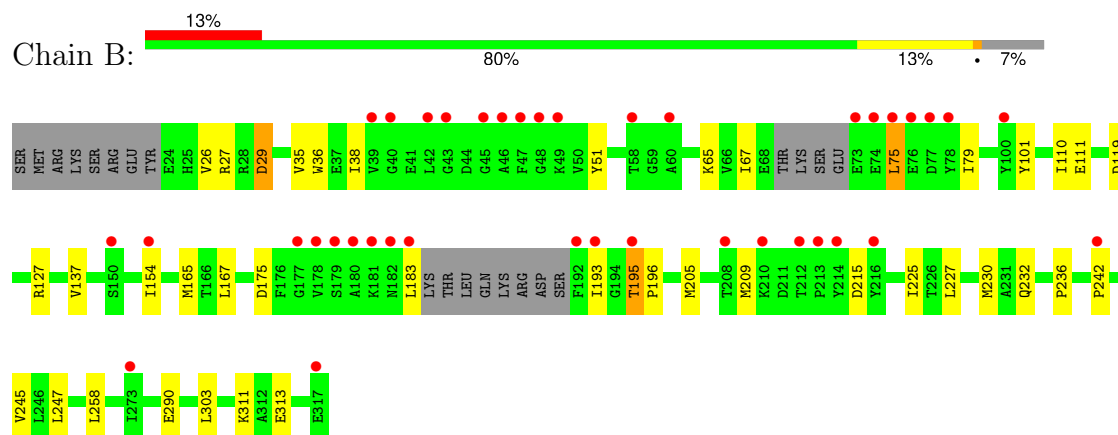 13%
Chain B:
80% 13% • 7%
SER MET ARG LYS SER ARG GLU TYR E24 H25 V26 R27 R28 D29 V35 W36 E37 I38 V39 G40 E41 L42 G43 D44 G45 A46 F47 G48 K49 V50 Y51 T58 G59 A60 K65 V66 I67 E68 THR LYS SER GLU E73 E74 L75 E76 D77 Y78 I79 Y100 Y101 I110 E111 D119
R127 V137 S150 I154 M165 T166 L167 D175 F176 G177 V178 S179 A180 K181 N182 L183 LYS THR LEU GLN LYS ARG ASP SER F192 I193 G194 T195 P196 M205 T208 M209 K210 D211 T212 P213 Y214 D215 Y216 I225 T226 L227 M230 A231 Q232 P236 P242
V245 L246 L247 L258 I273 E290 L303 K311 A312 E313 E317